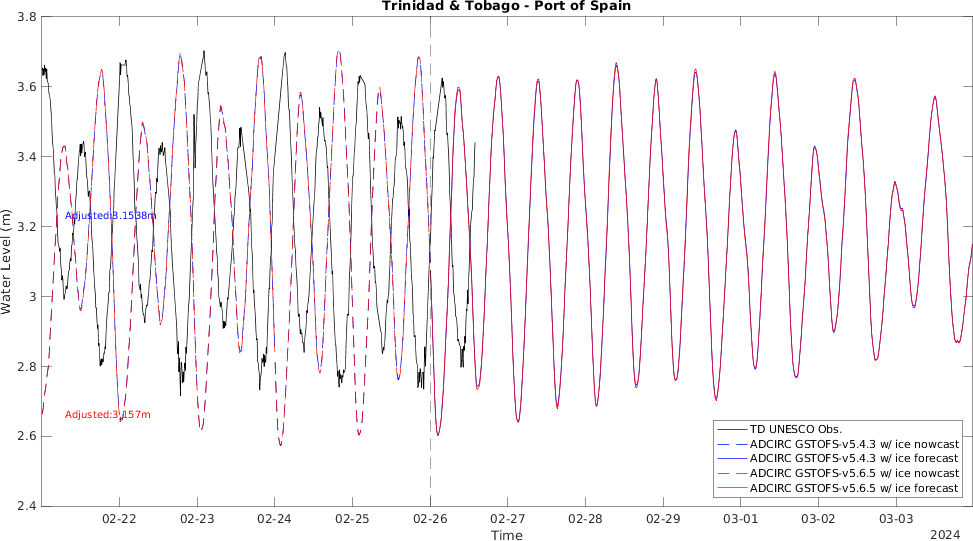 Trinidad & Tobago - Port of Spain
3.8
3.6
3.4
3.2
3
2.8
2.6
2.4
Water Level (m)
Adjusted:3.1538m
Adjusted:3.157m
TD UNESCO Obs.
ADCIRC GSTOFS-v5.4.3 w/ ice nowcast
ADCIRC GSTOFS-v5.4.3 w/ ice forecast
ADCIRC GSTOFS-v5.6.5 w/ ice nowcast
ADCIRC GSTOFS-v5.6.5 w/ ice forecast
02-22 02-23 02-24 02-25 02-26 02-27 02-28 02-29 03-01 03-02 03-03
Time
2024